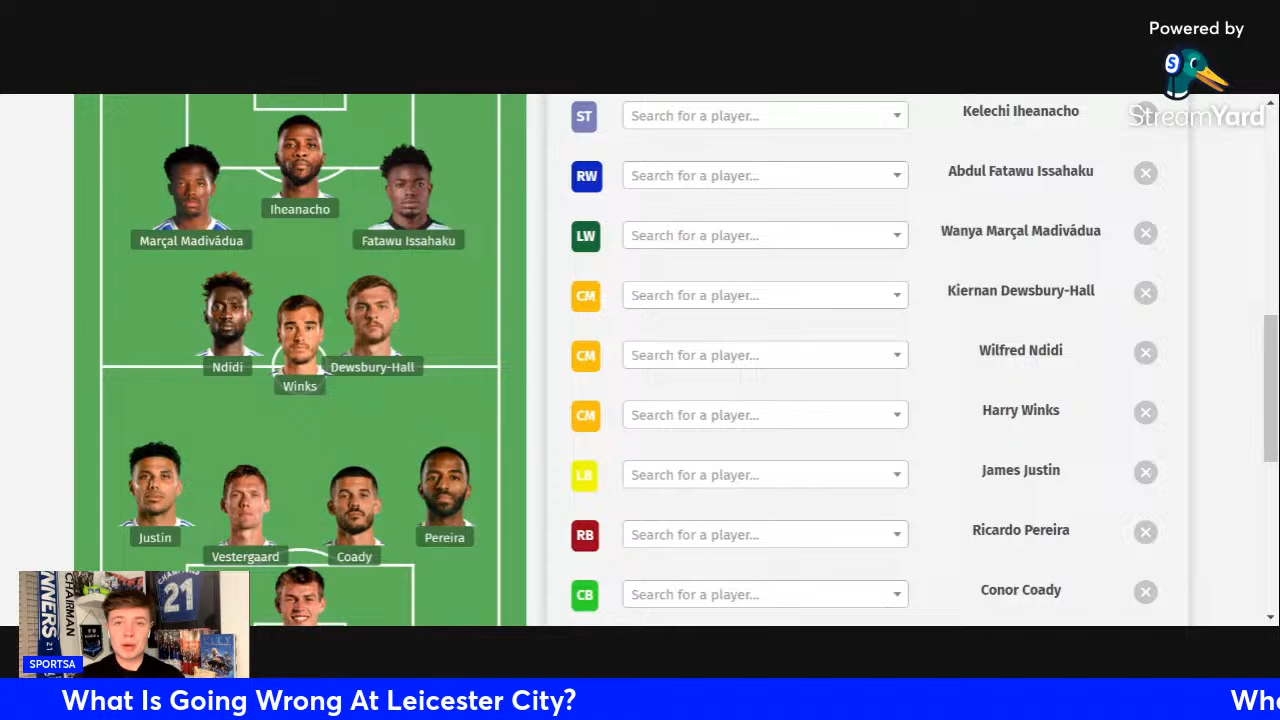 Powered by
StreamYard
Iheanacho
Marçal Madivádua
Fatawu Issahaku
Ndidi
Winks
Dewsbury-Hall
Justin
Vestergaard
Coady
Pereira
ST
Search for a player...
Kelechi Iheanacho
RW
Search for a player...
Abdul Fatawu Issahaku
LW
Search for a player...
Wanya Marçal Madivádua
CM
Search for a player...
Kiernan Dewsbury-Hall
CM
Search for a player...
Wilfred Ndidi
CM
Search for a player...
Harry Winks
LB
Search for a player...
James Justin
RB
Search for a player...
Ricardo Pereira
CB
Search for a player...
Conor Coady
CHAIRMAN
CHAMPIONS
21
CITY
SPORTSA
What Is Going Wrong At Leicester City?